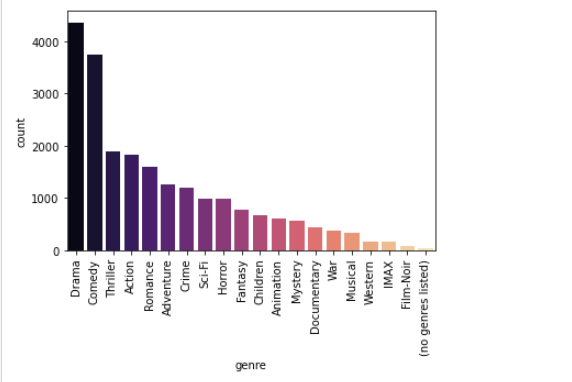 4000
3000
2000
1000
0
count
Drama
Comedy
Thriller
Action
Romance
Adventure
Crime
Sci-Fi
Horror
Fantasy
Children
Animation
Mystery
Documentary
War
Musical
Western
IMAX
Film-Noir
(no genres listed)
genre